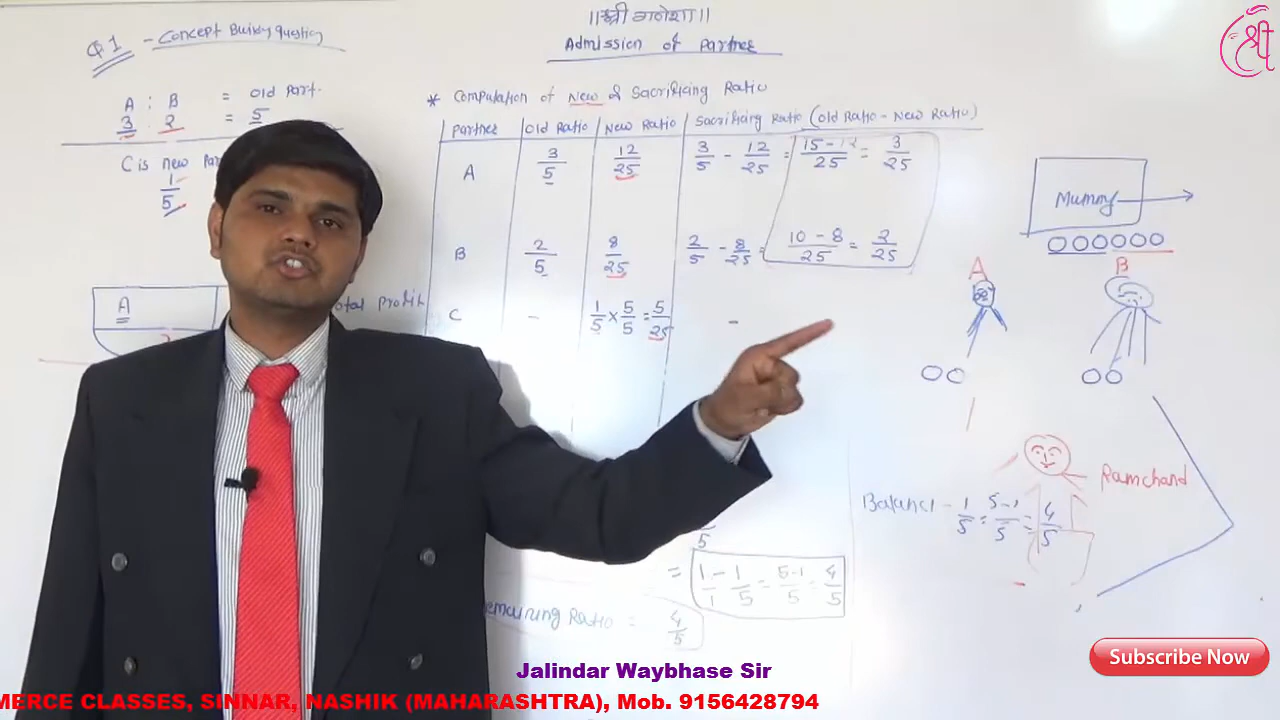 ॥श्री गणेशा॥
Admission of Partner
श्री
Q.1 - Concept Building Question
A : B = Old Part.
3 2 = 5
C is new Par
1/5
A
otal Profit
* Computation of New & Sacrificing Ratio
Partner Old Ratio New Ratio Sacrificing Ratio (Old Ratio - New Ratio)
A 3/5 12/25 3/5 - 12/25 = 15-12/25 = 3/25
B 2/5 8/25 2/5 - 8/25 = 10-8/25 = 2/25
C - 1/5 × 5/5 = 5/25 -
Mummy
A B
Ramchand
Balance - 1/5 = 5-1/5 = 4/5
5
= 1/1 - 1/5 = 5-1/5 = 4/5
emaining Ratio = 4/5
Subscribe Now
Jalindar Waybhase Sir
MERCE CLASSES, SINNAR, NASHIK (MAHARASHTRA), Mob. 9156428794